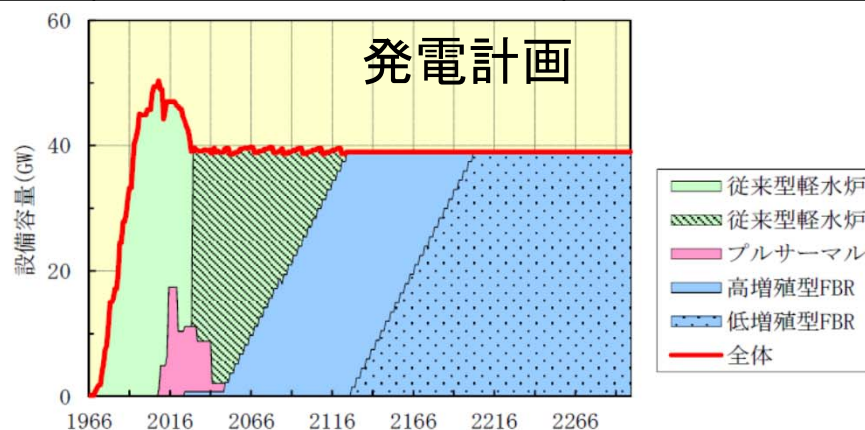 発電計画
設備容量(GW)
60
40
20
0
1966
2016
2066
2116
2166
2216
2266
従来型軽水炉
従来型軽水炉
プルサーマル
高増殖型FBR
低増殖型FBR
全体